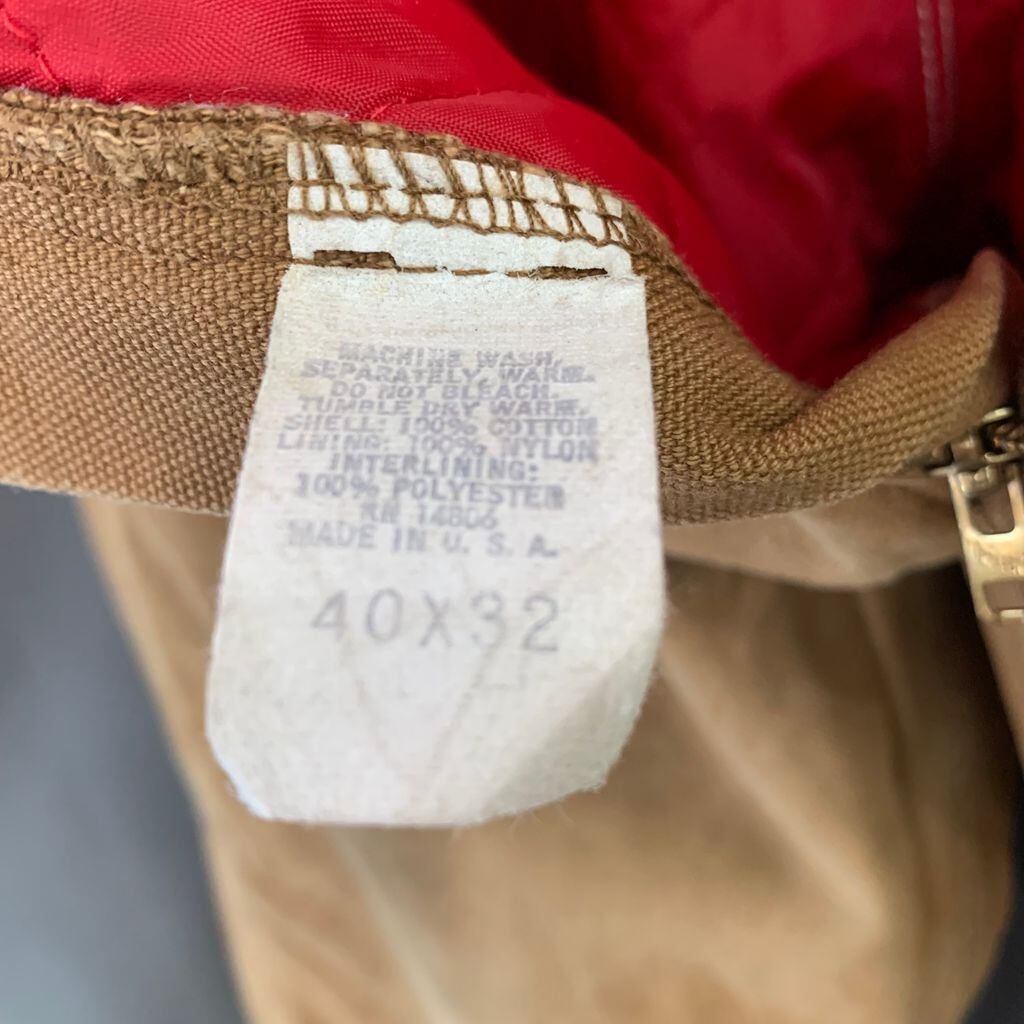 MACHINE WASH,
SEPARATELY, WARM.
DO NOT BLEACH.
TUMBLE DRY WARM.
SHELL: 100% COTTON
LINING: 100% NYLON
INTERLINING:
100% POLYESTER
RN 14806
MADE IN U. S. A.
40X32